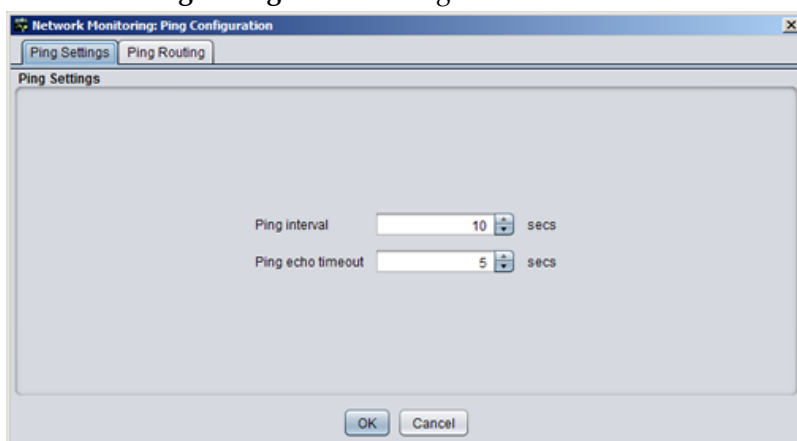 Network Monitoring: Ping Configuration
Ping Settings Ping Routing
Ping Settings
Ping interval 10 secs
Ping echo timeout 5 secs
OK Cancel